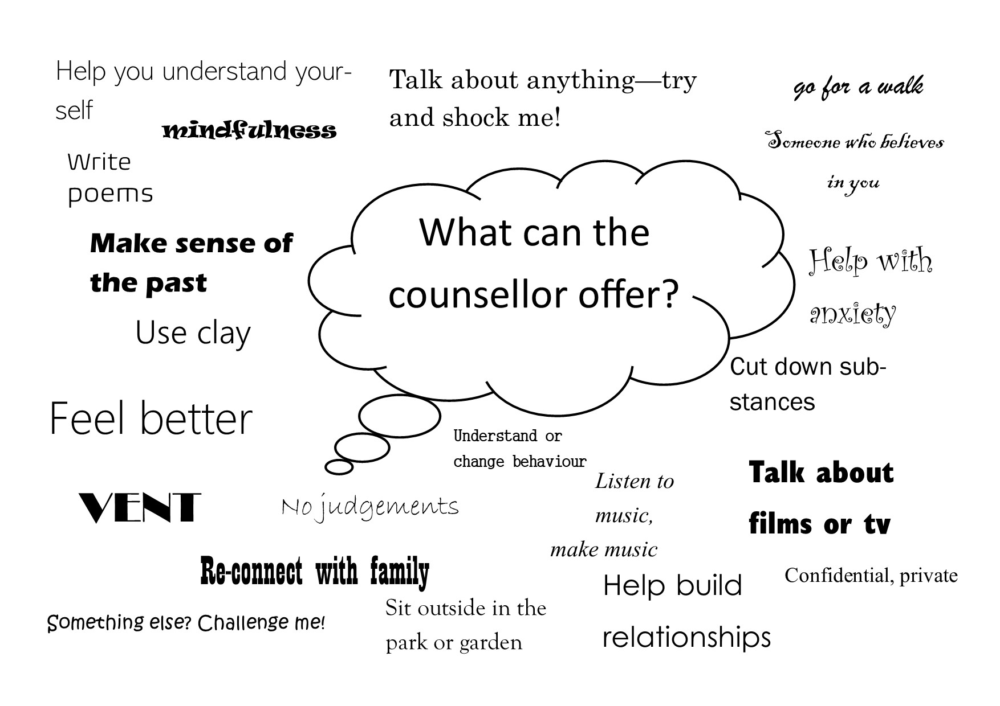 Help you understand your-
self
mindfulness
Write
poems
Make sense of
the past
Use clay
Feel better
VENT
Talk about anything—try
and shock me!
go for a walk
Someone who believes
in you
What can the
counsellor offer?
Help with
anxiety
Cut down sub-
stances
Understand or
change behaviour
No judgements
Listen to
music,
make music
Talk about
films or tv
Re-connect with family
Confidential, private
Something else? Challenge me!
Sit outside in the
park or garden
Help build
relationships